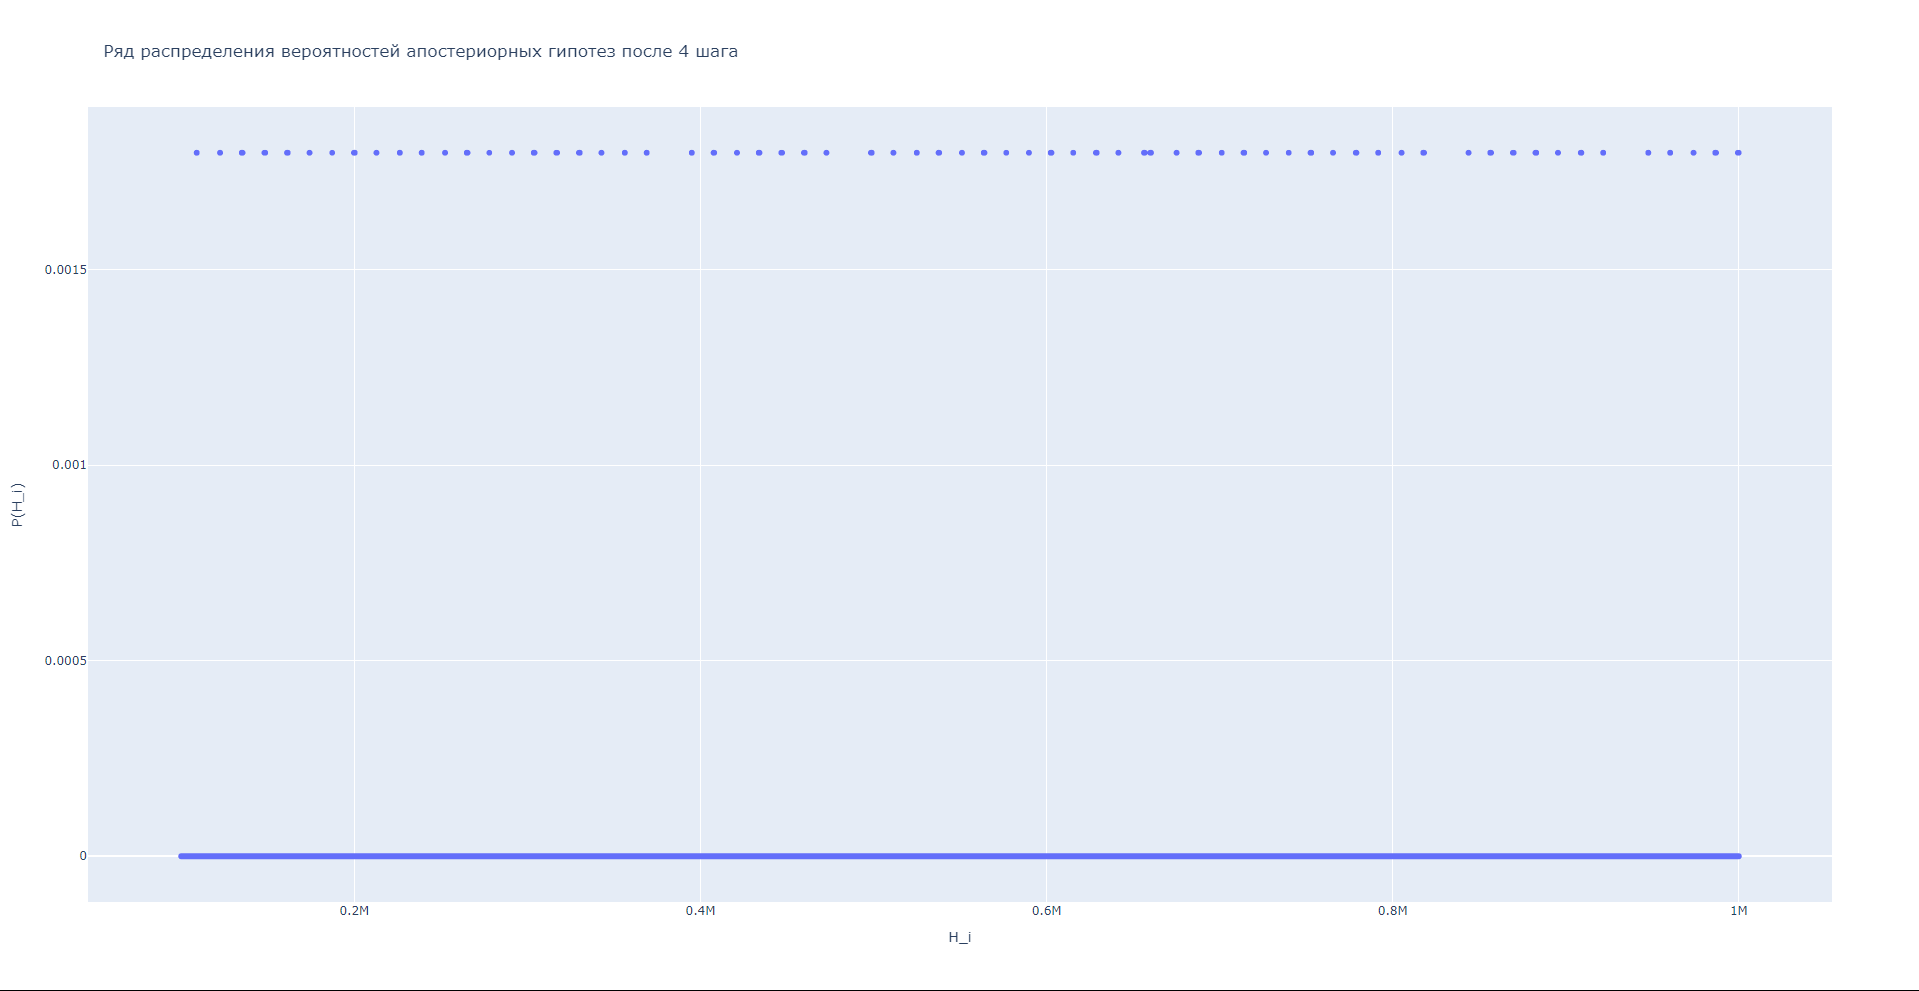 Ряд распределения вероятностей апостериорных гипотез после 4 шага
0.0015
0.001
0.0005
0
P(H_i)
0.2M
0.4M
0.6M
0.8M
1M
H_i